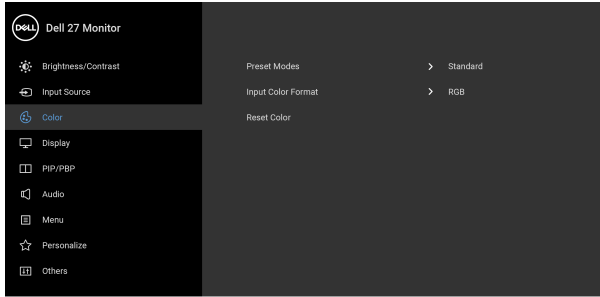 DELL Dell 27 Monitor
Brightness/Contrast
Input Source
Color
Display
PIP/PBP
Audio
Menu
Personalize
Others
Preset Modes > Standard
Input Color Format > RGB
Reset Color